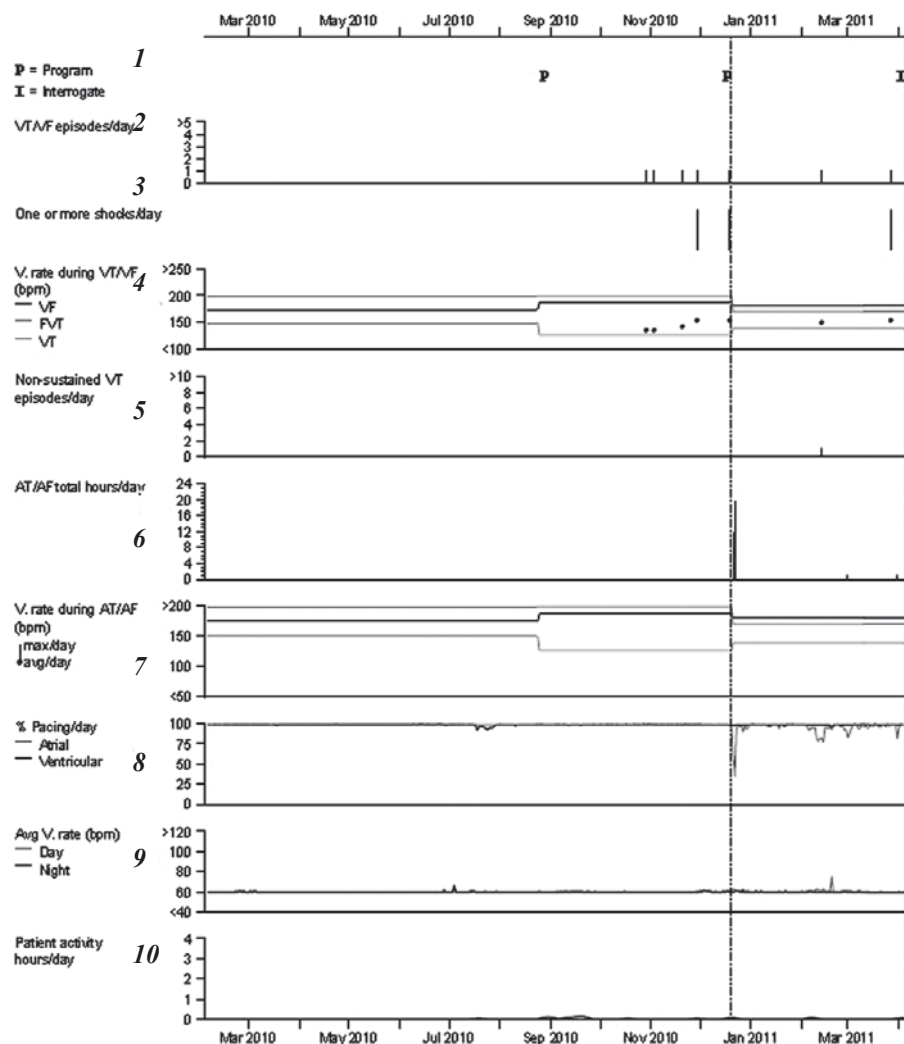 Mar 2010 May 2010 Jul 2010 Sep 2010 Nov 2010 Jan 2011 Mar 2011
1
P = Program
I = Interrogate
P P I
VT/VF episodes/day 2
>5
4
3
2
1
0
3
One or more shocks/day
V. rate during VT/VF 4
(bpm)
VF
FVT
VT
>250
200
150
<100
Non-sustained VT
episodes/day 5
>10
8
6
4
2
0
AT/AF total hours/day
6
24
20
16
12
8
4
0
V. rate during AT/AF
(bpm)
max/day
avg/day 7
>200
150
100
<50
% Pacing/day
Atrial
Ventricular 8
100
75
50
25
0
Avg V. rate (bpm)
Day 9
Night
>120
100
80
60
<40
Patient activity 10
hours/day
4
3
2
1
0
Mar 2010 May 2010 Jul 2010 Sep 2010 Nov 2010 Jan 2011 Mar 2011